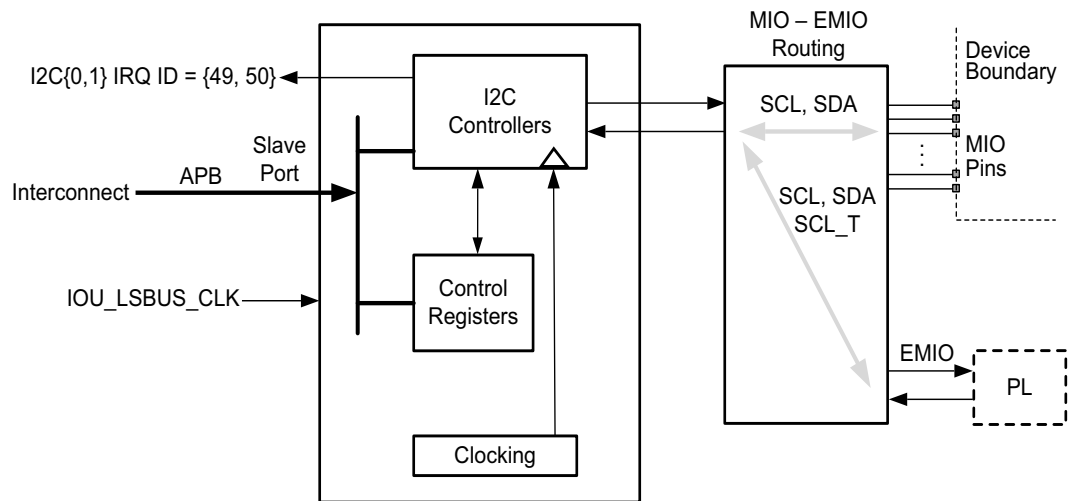 MIO – EMIO
Routing
Device
Boundary
I2C{0,1} IRQ ID = {49, 50}
I2C
Controllers
SCL, SDA
MIO
Pins
Slave
Port
Interconnect
APB
SCL, SDA
SCL_T
IOU_LSBUS_CLK
Control
Registers
EMIO
PL
Clocking